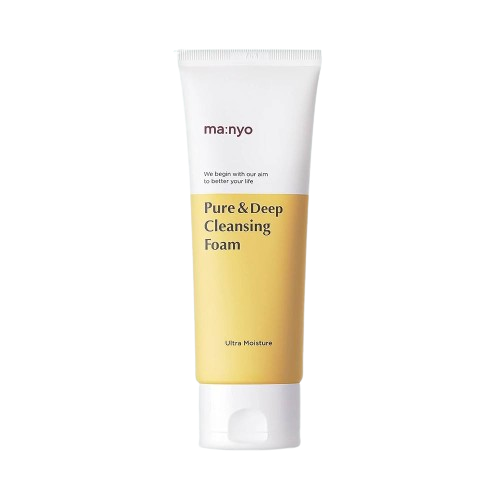 ma:nyo
We begin with our aim
to better your life
Pure & Deep
Cleansing
Foam
Ultra Moisture